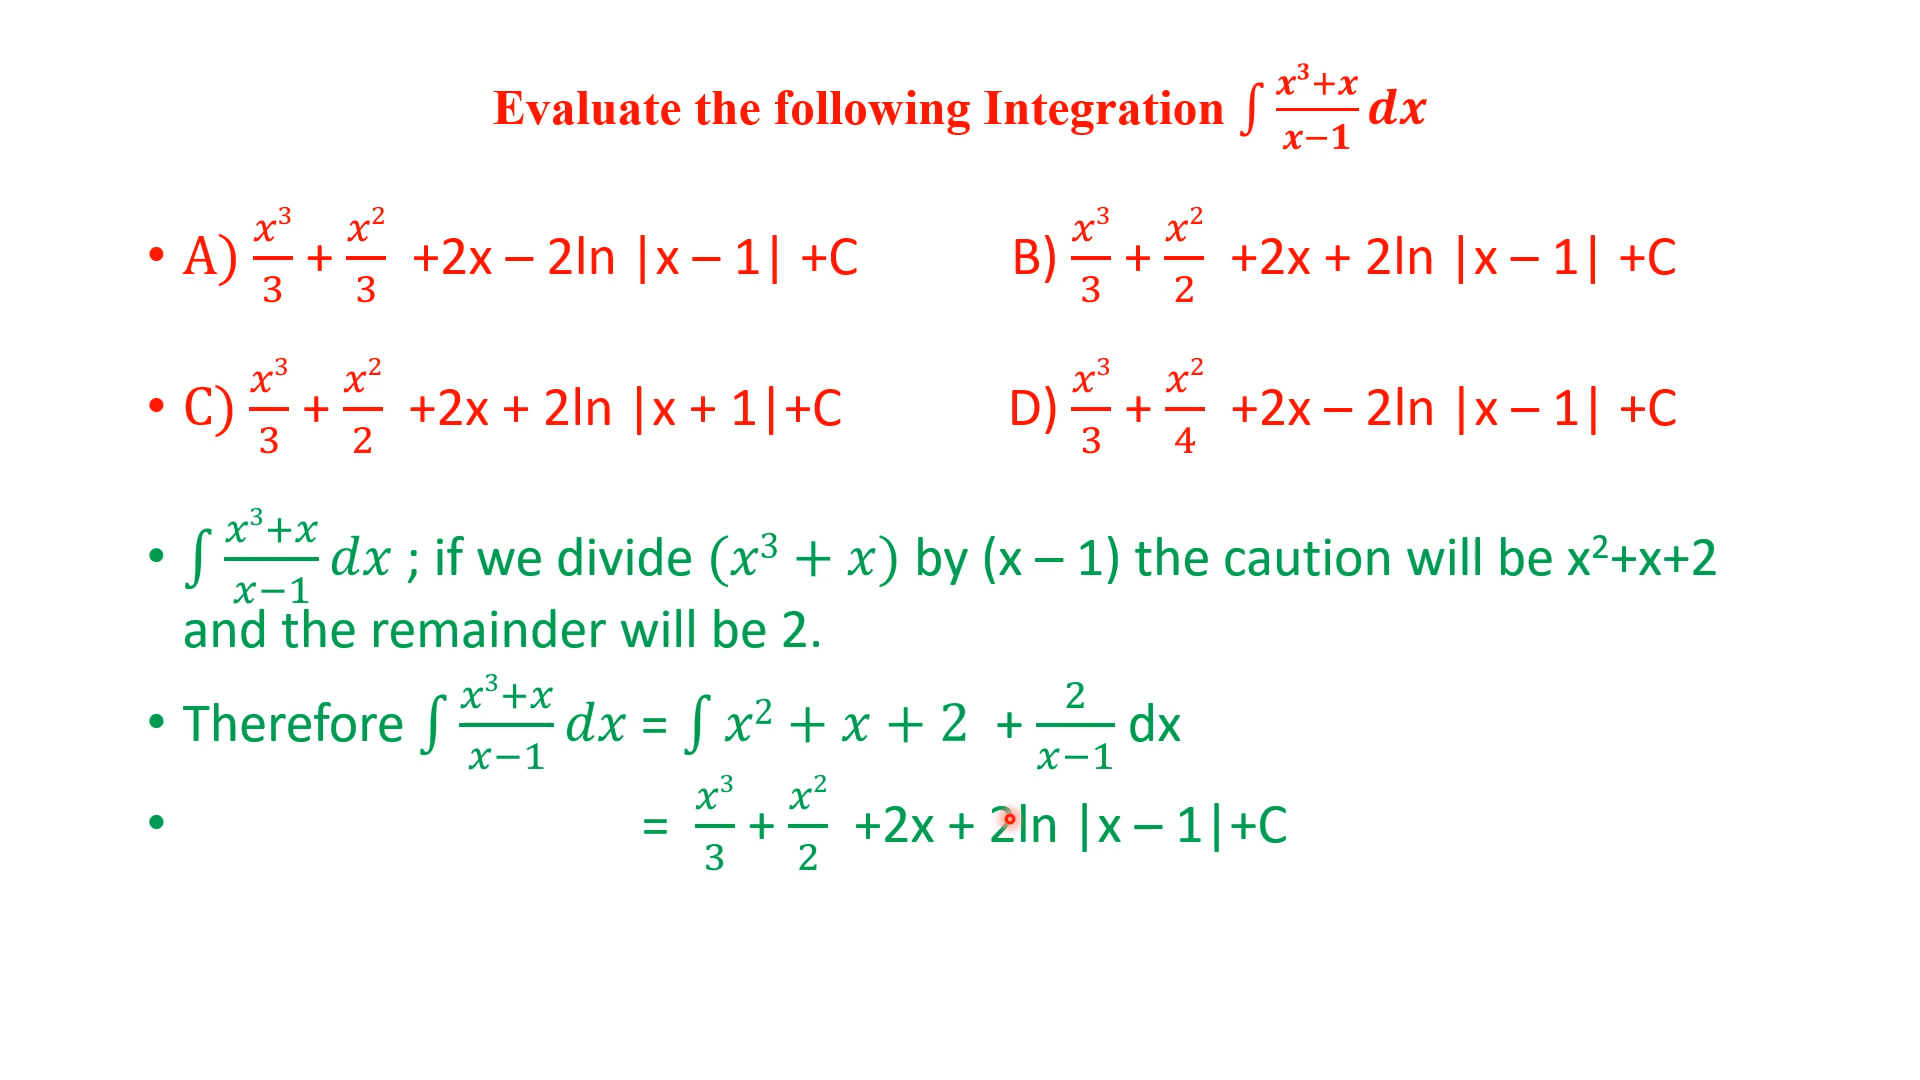 Evaluate the following Integration ∫ (x³+x)/(x−1) dx
• A) x³/3 + x²/3 +2x – 2ln |x – 1| +C B) x³/3 + x²/2 +2x + 2ln |x – 1| +C
• C) x³/3 + x²/2 +2x + 2ln |x + 1|+C D) x³/3 + x²/4 +2x – 2ln |x – 1| +C
• ∫ (x³+x)/(x−1) dx ; if we divide (x³ + x) by (x – 1) the caution will be x²+x+2
and the remainder will be 2.
• Therefore ∫ (x³+x)/(x−1) dx = ∫ x² + x + 2 + 2/(x−1) dx
• = x³/3 + x²/2 +2x + 2ln |x – 1|+C